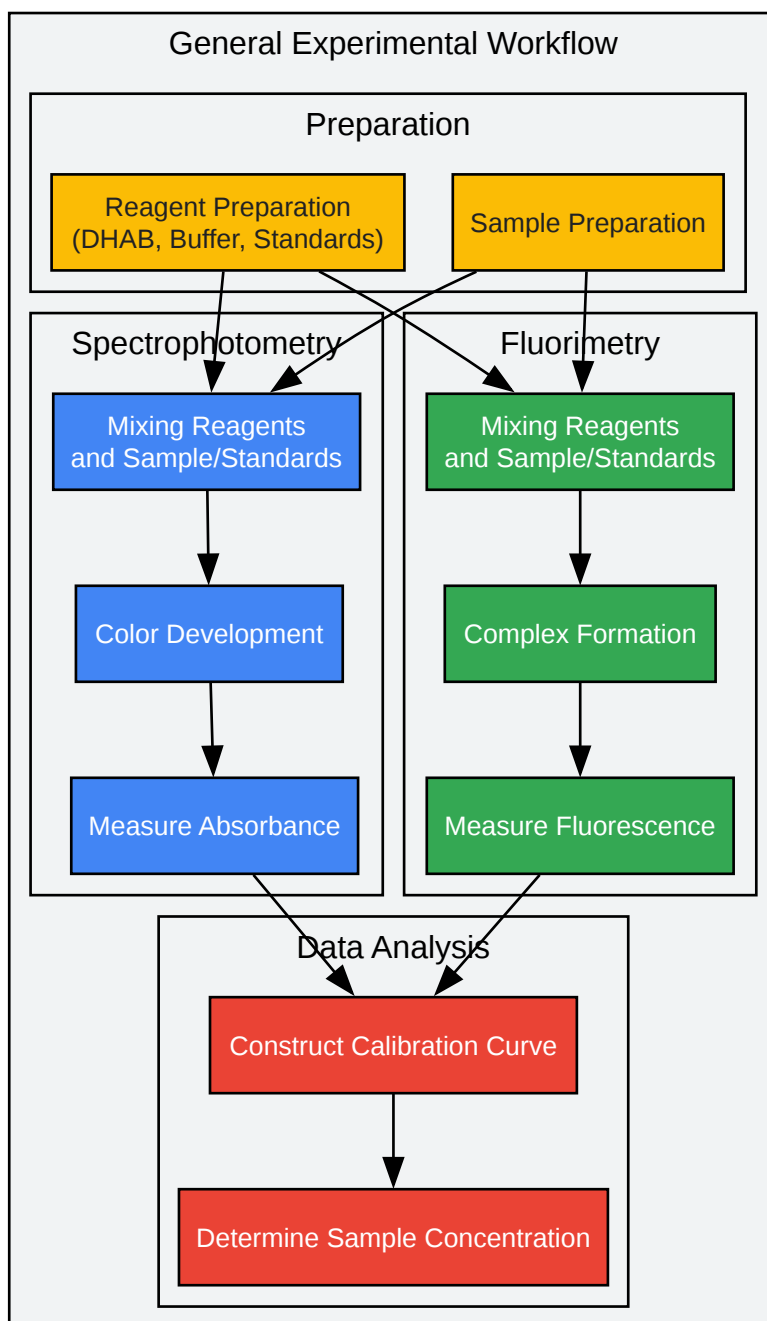 General Experimental Workflow
Preparation
Reagent Preparation
(DHAB, Buffer, Standards)
Sample Preparation
Spectrophotometry
Mixing Reagents
and Sample/Standards
Color Development
Measure Absorbance
Fluorimetry
Mixing Reagents
and Sample/Standards
Complex Formation
Measure Fluorescence
Data Analysis
Construct Calibration Curve
Determine Sample Concentration